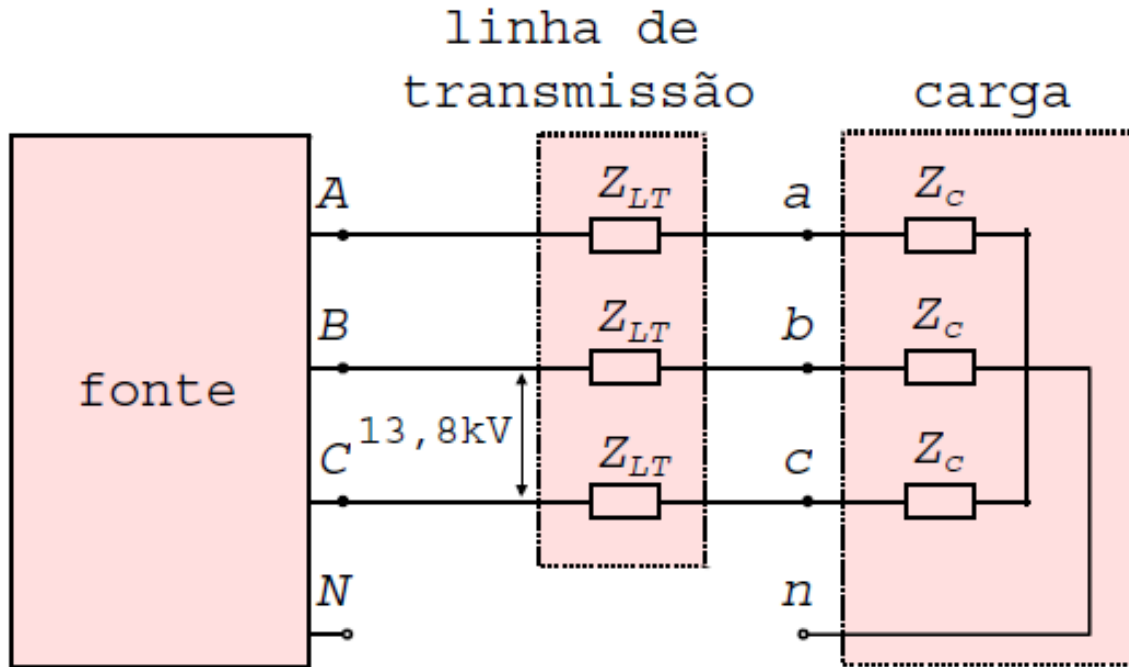 linha de
transmissão
carga
A
Z_LT
a
Z_c
B
Z_LT
b
Z_c
fonte
13,8kV
C
Z_LT
c
Z_c
N
n